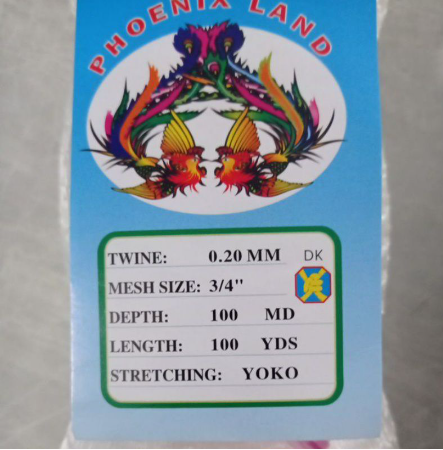 PHOENIX LAND
TWINE: 0.20 MM DK
MESH SIZE: 3/4"
DEPTH: 100 MD
LENGTH: 100 YDS
STRETCHING: YOKO